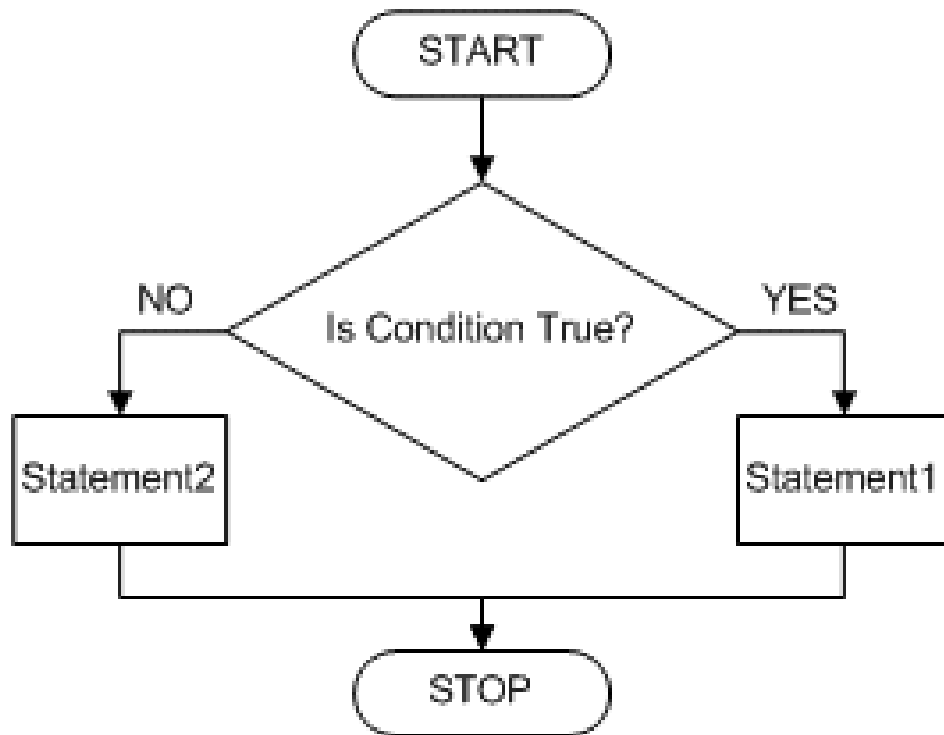 START
NO
YES
Is Condition True?
Statement2
Statement1
STOP